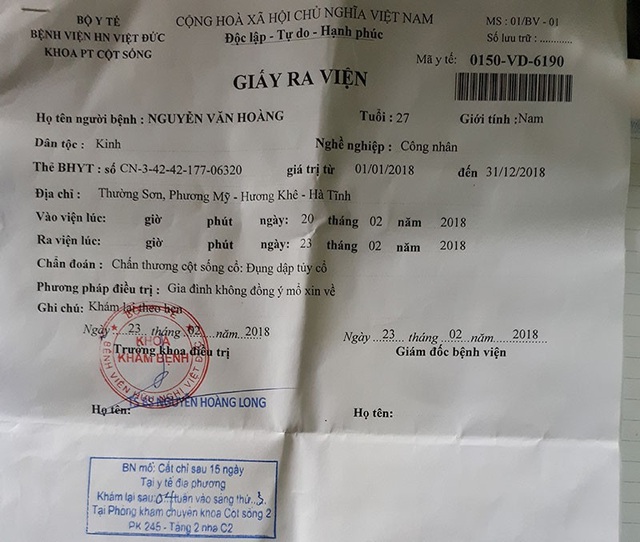 BỘ Y TẾ
BỆNH VIỆN HN VIỆT ĐỨC
KHOA PT CỘT SỐNG
CỘNG HOÀ XÃ HỘI CHỦ NGHĨA VIỆT NAM
Độc lập - Tự do - Hạnh phúc
MS : 01/BV - 01
Số lưu trữ : ............
Mã y tế: 0150-VD-6190
GIẤY RA VIỆN
Họ tên người bệnh : NGUYỄN VĂN HOÀNG Tuổi : 27 Giới tính : Nam
Dân tộc : Kinh Nghề nghiệp : Công nhân
Thẻ BHYT : số CN-3-42-42-177-06320 giá trị từ 01/01/2018 đến 31/12/2018
Địa chỉ : Thường Sơn, Phương Mỹ - Hương Khê - Hà Tĩnh
Vào viện lúc: giờ phút ngày: 20 tháng 02 năm 2018
Ra viện lúc: giờ phút ngày: 23 tháng 02 năm 2018
Chẩn đoán : Chấn thương cột sống cổ: Đụng dập tủy cổ
Phương pháp điều trị : Gia đình không đồng ý mổ xin về
Ghi chú: Khám lại theo hẹn
Ngày 23 tháng 02 năm 2018
Trưởng khoa điều trị
Ngày 23 tháng 02 năm 2018
Giám đốc bệnh viện
KHOA
KHÁM BỆNH
BỆNH VIỆN HỮU NGHỊ VIỆT ĐỨC
Họ tên: NGUYỄN HOÀNG LONG
Họ tên:
BN mổ: Cắt chỉ sau 15 ngày
Tại y tế địa phương
Khám lại sau: 04 tuần vào sáng thứ..3.
Tại Phòng khám chuyên khoa Cột sống 2
PK 245 - Tầng 2 nhà C2